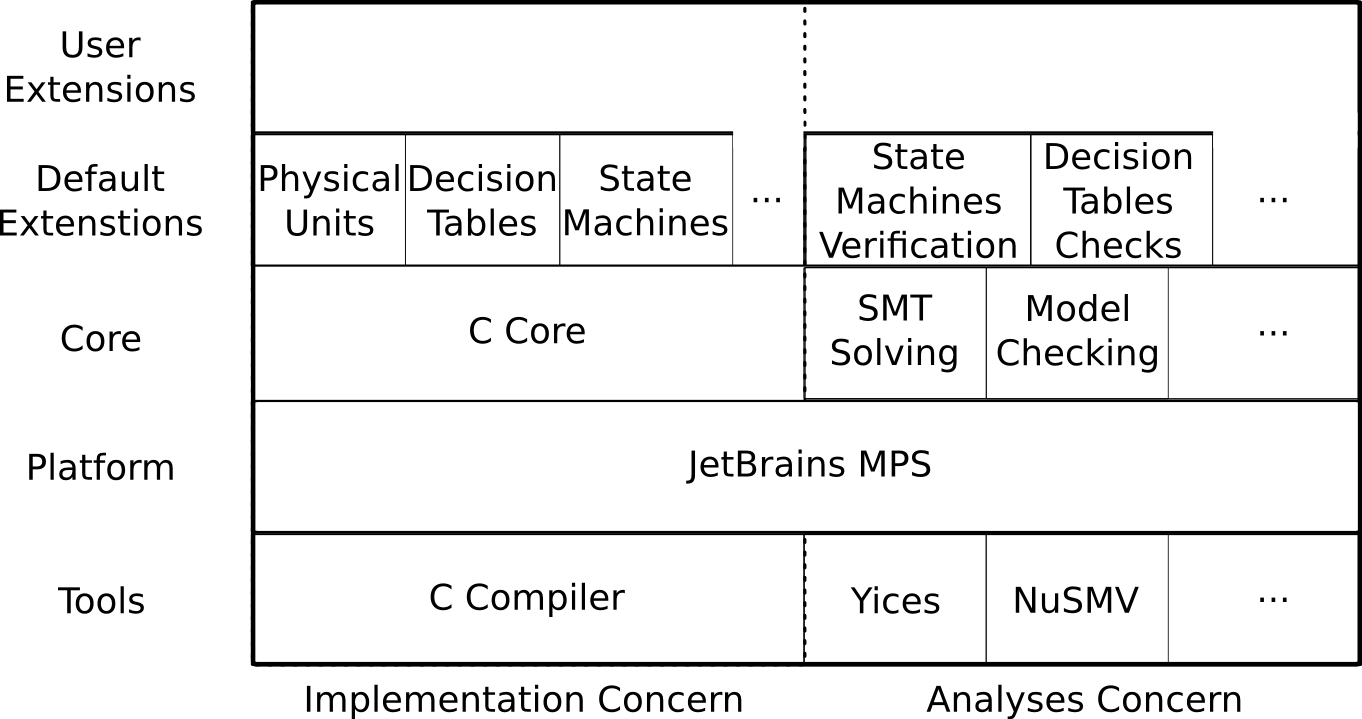 User
Extensions
Default
Extenstions
Physical
Units
Decision
Tables
State
Machines
...
State
Machines
Verification
Decision
Tables
Checks
...
Core
C Core
SMT
Solving
Model
Checking
...
Platform
JetBrains MPS
Tools
C Compiler
Yices
NuSMV
...
Implementation Concern
Analyses Concern